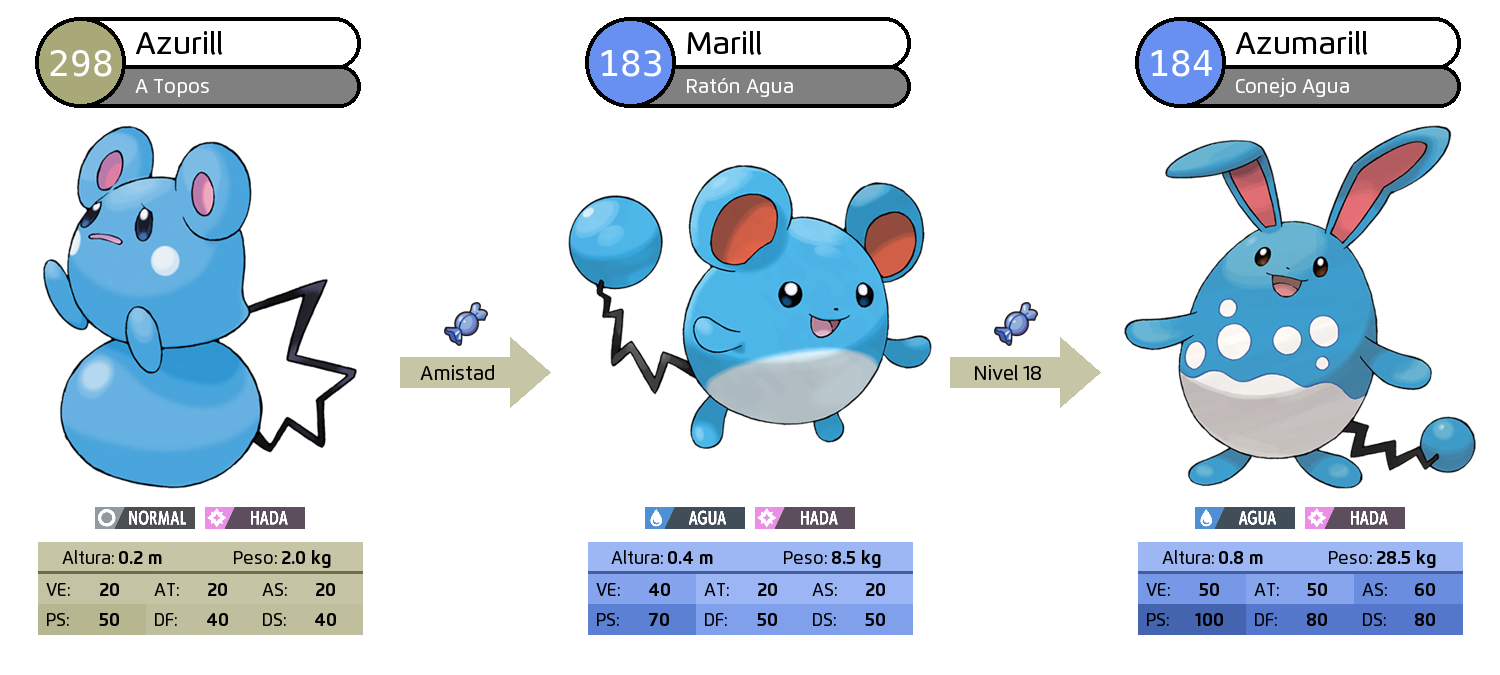 298
Azurill
A Topos
183
Marill
Ratón Agua
184
Azumarill
Conejo Agua
Amistad
Nivel 18
NORMAL HADA
Altura: 0.2 m Peso: 2.0 kg
VE: 20 AT: 20 AS: 20
PS: 50 DF: 40 DS: 40
AGUA HADA
Altura: 0.4 m Peso: 8.5 kg
VE: 40 AT: 20 AS: 20
PS: 70 DF: 50 DS: 50
AGUA HADA
Altura: 0.8 m Peso: 28.5 kg
VE: 50 AT: 50 AS: 60
PS: 100 DF: 80 DS: 80